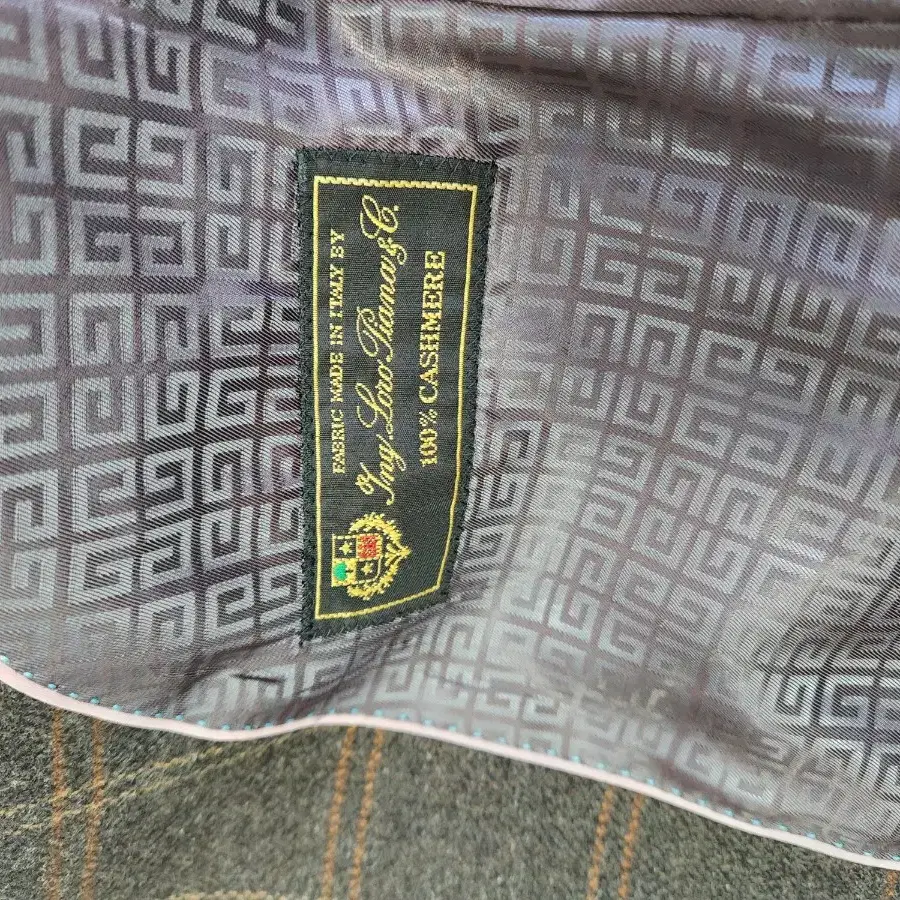 FABRIC MADE IN ITALY BY
Ing. Loro Piana & C.
100% CASHMERE